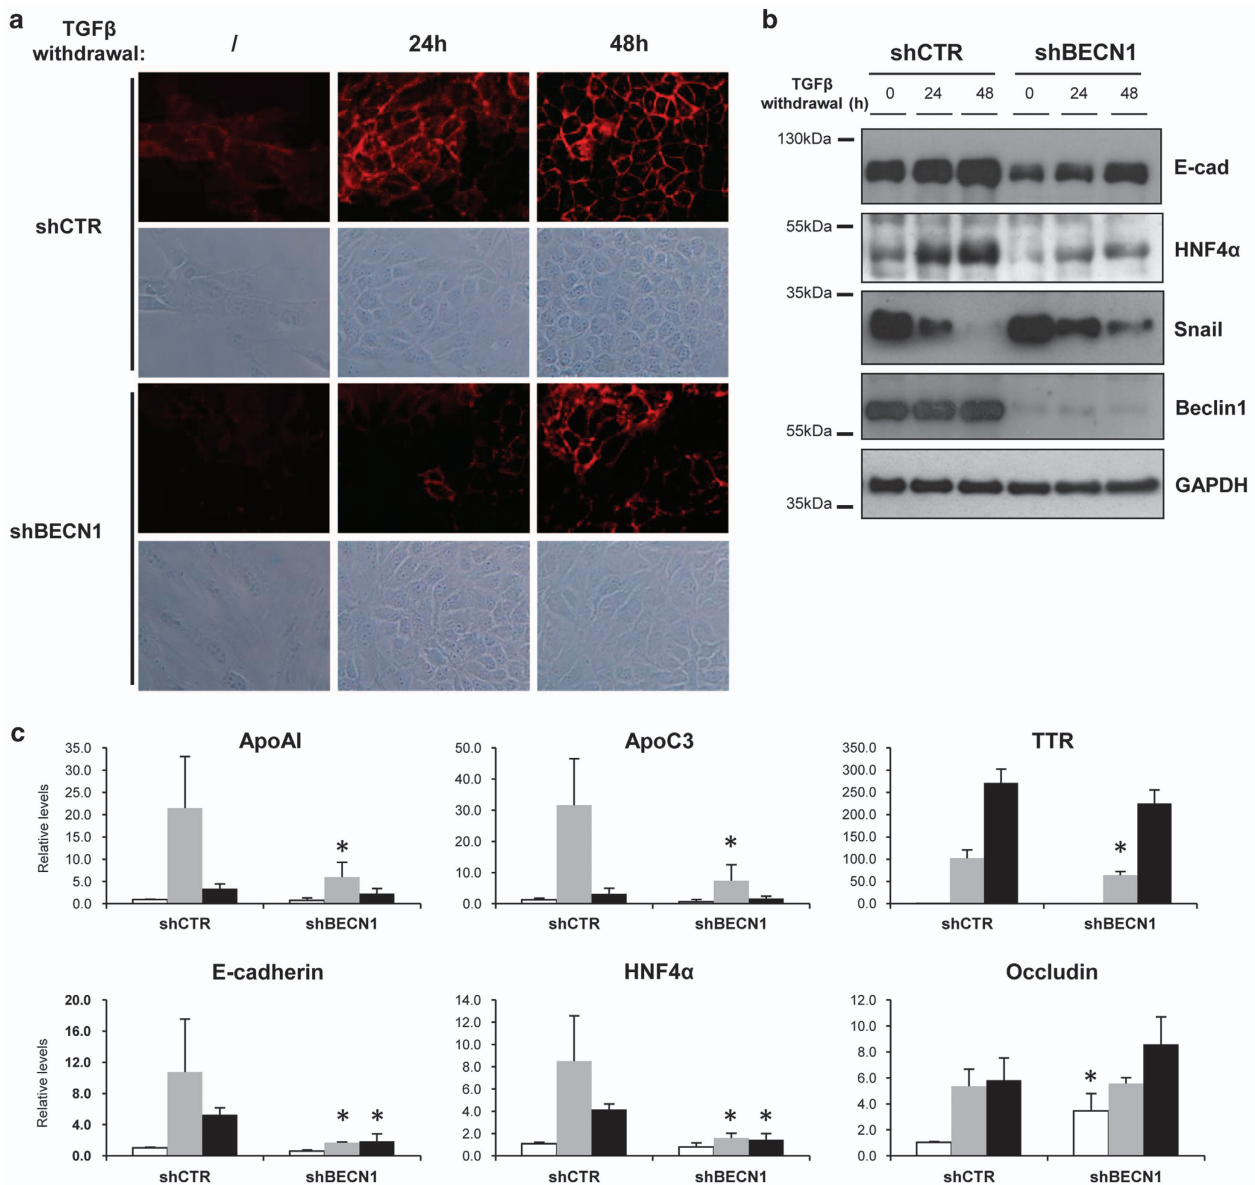 a
TGFβ
withdrawal:
/
24h
48h
shCTR
shBECN1
b
shCTR
shBECN1
TGFβ
withdrawal (h)
0
24
48
0
24
48
130kDa
E-cad
55kDa
HNF4α
35kDa
Snail
Beclin1
55kDa
GAPDH
35kDa
c
ApoAI
Relative levels
35.0
30.0
25.0
20.0
15.0
10.0
5.0
0.0
*
shCTR
shBECN1
ApoC3
50.0
40.0
30.0
20.0
10.0
0.0
*
shCTR
shBECN1
TTR
350.0
300.0
250.0
200.0
150.0
100.0
50.0
0.0
*
shCTR
shBECN1
E-cadherin
Relative levels
20.0
16.0
12.0
8.0
4.0
0.0
* *
shCTR
shBECN1
HNF4α
14.0
12.0
10.0
8.0
6.0
4.0
2.0
0.0
* *
shCTR
shBECN1
Occludin
12.0
10.0
8.0
6.0
4.0
2.0
0.0
*
shCTR
shBECN1